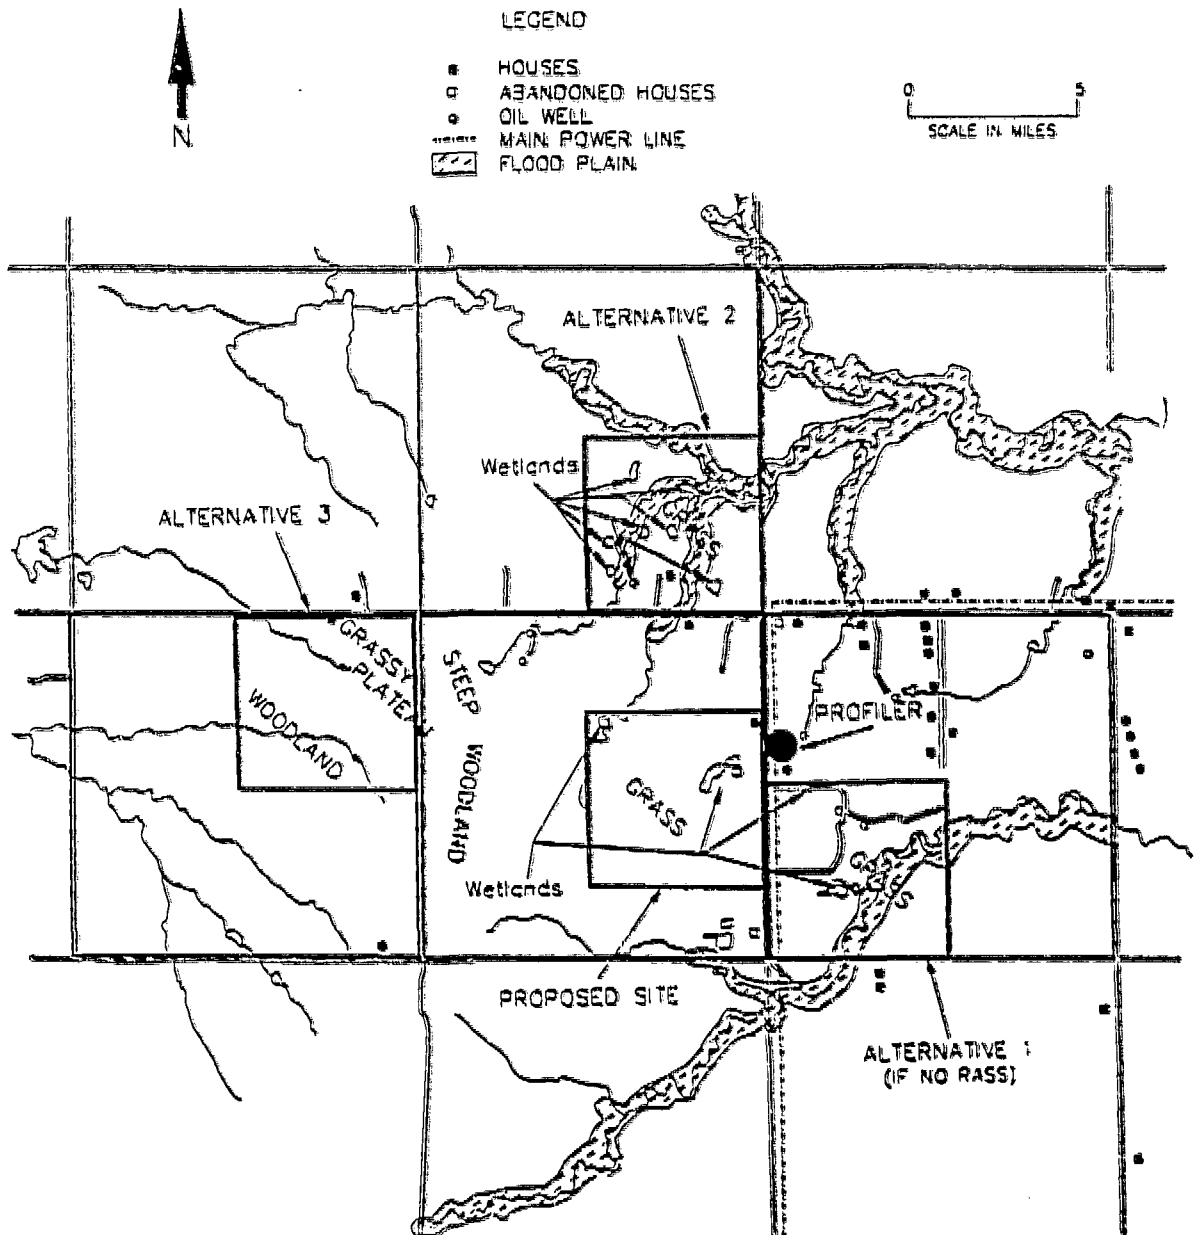 LEGEND
HOUSES
ABANDONED HOUSES
OIL WELL
MAIN POWER LINE
FLOOD PLAIN
N
0 5
SCALE IN MILES
ALTERNATIVE 2
Wetlands
ALTERNATIVE 3
GRASSY
PLATEAU
WOODLAND
STEEP
WOODLAND
PROFILER
GRASS
Wetlands
PROPOSED SITE
ALTERNATIVE 1
(IF NO RASS)